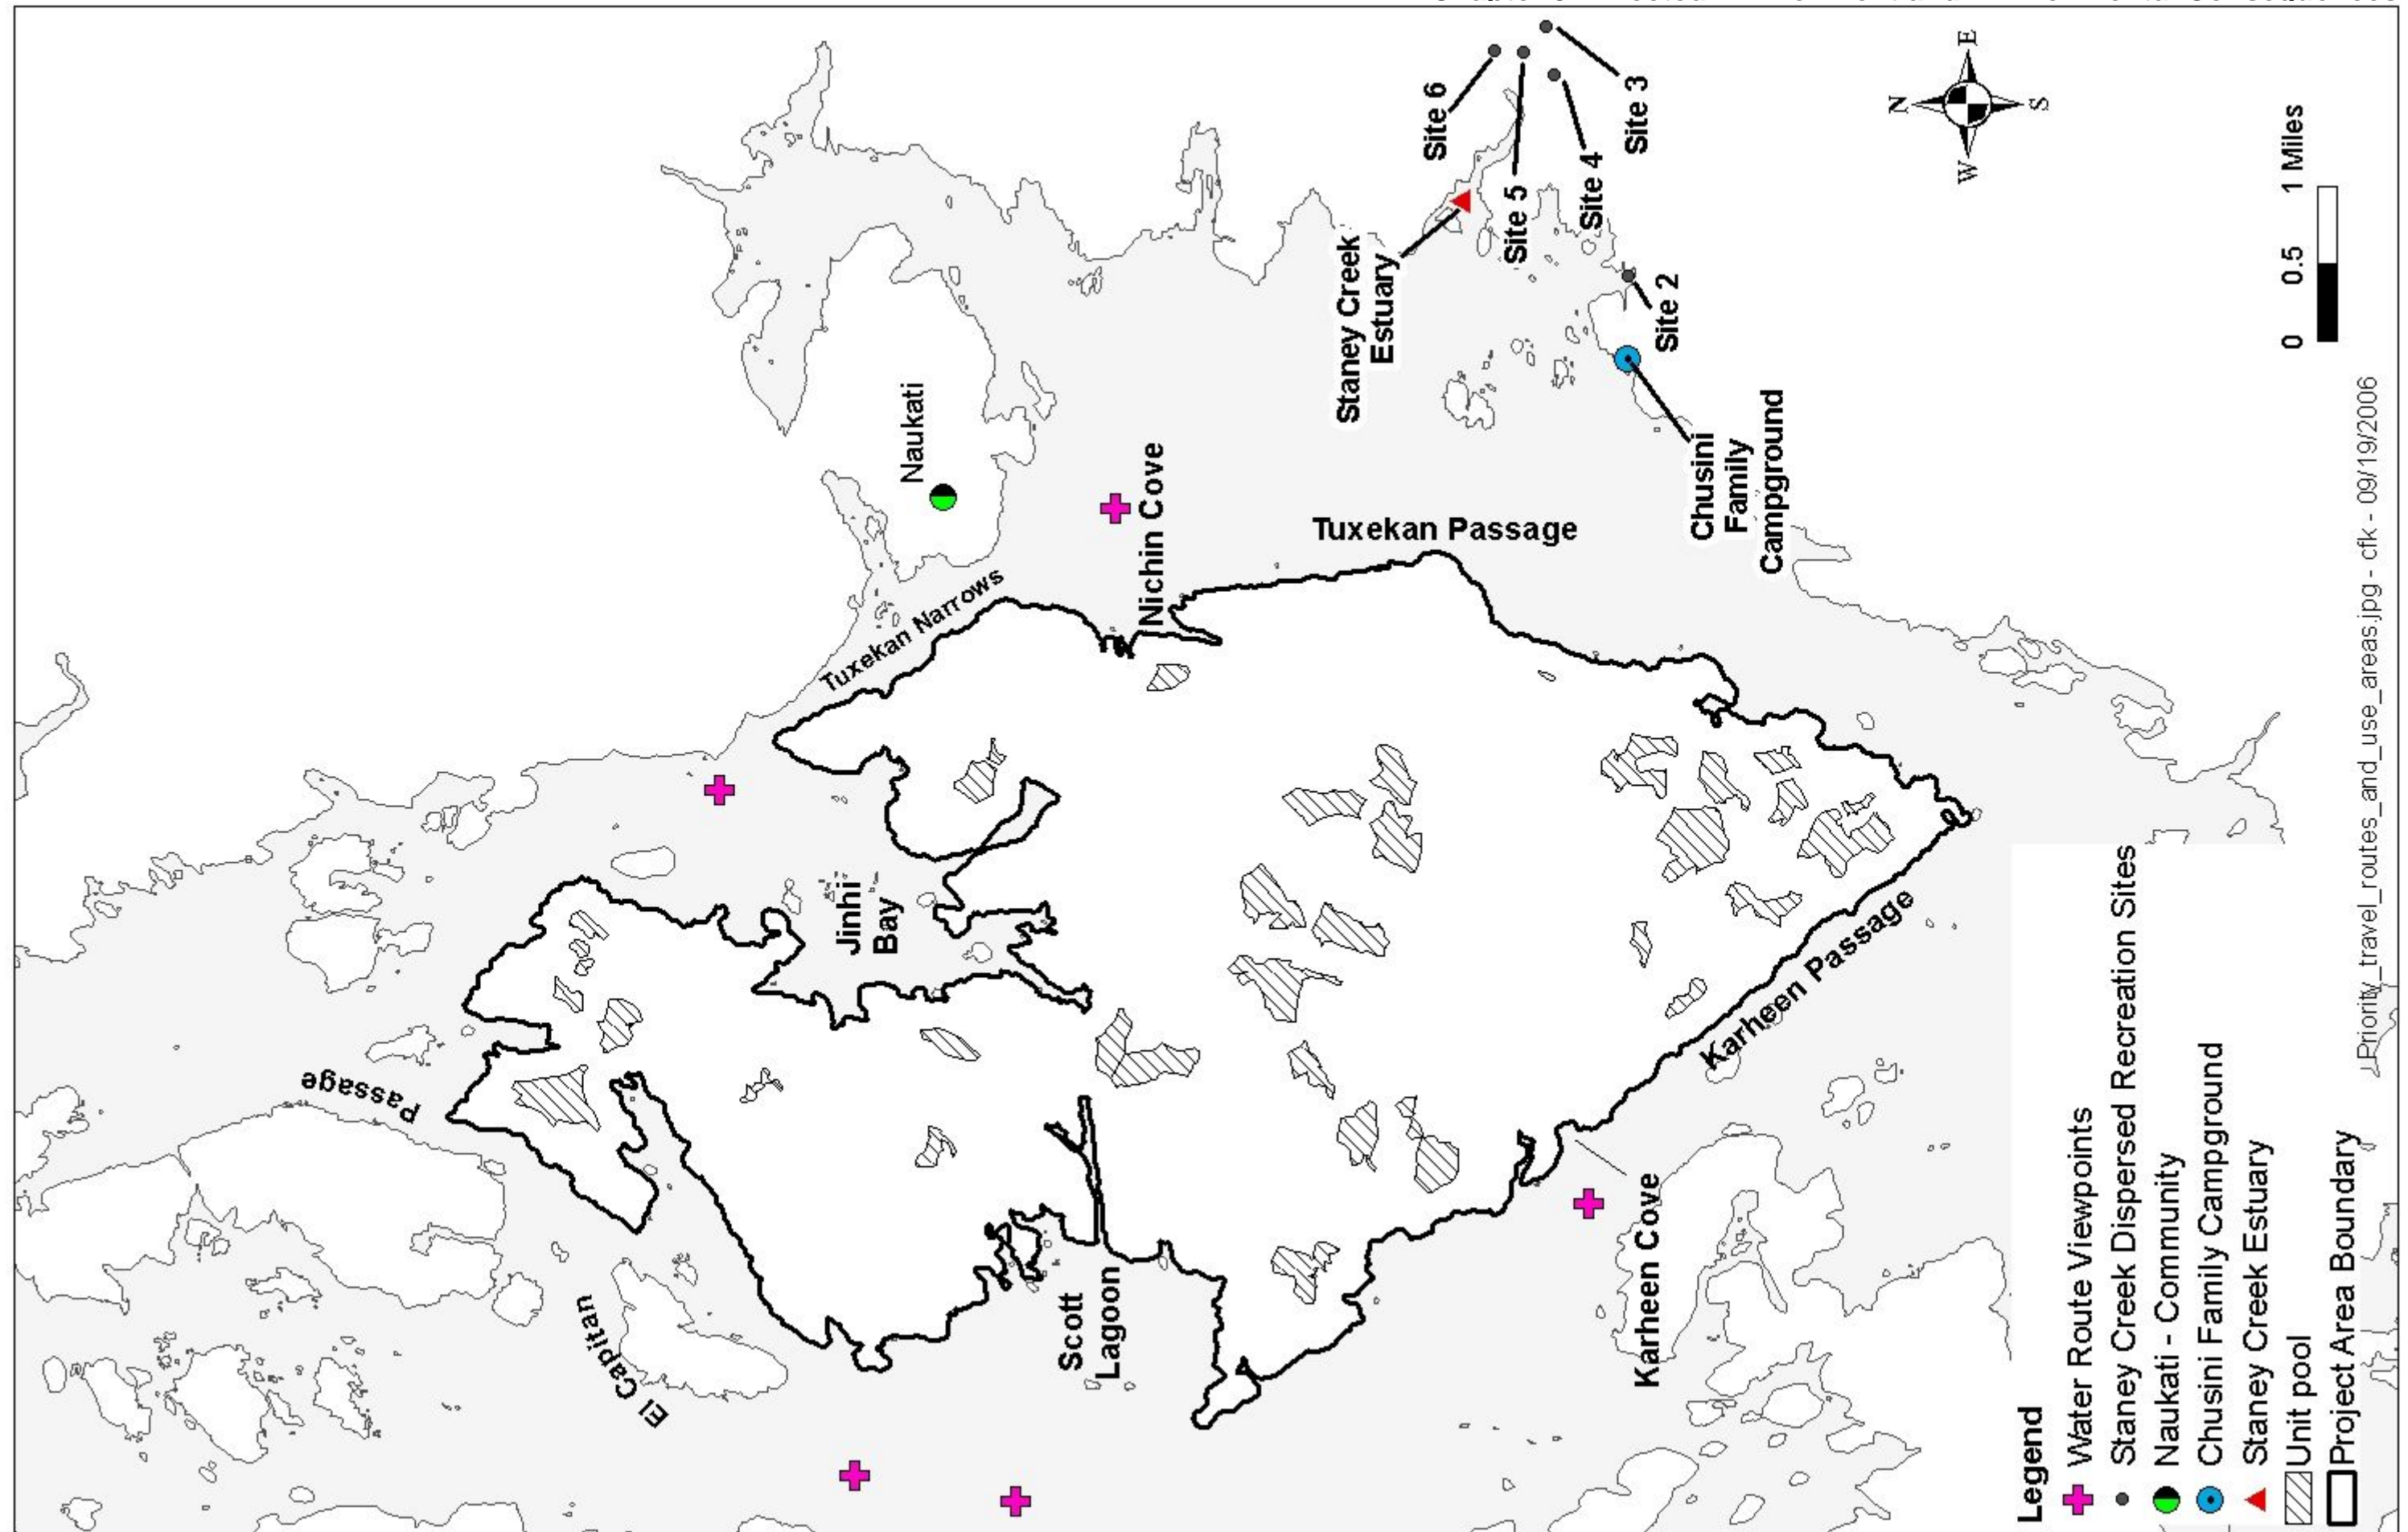 Passage
El Capitan
Naukati
Tuxekan Narrows
Nichin Cove
Tuxekan Passage
Jinhi
Bay
Scott
Lagoon
Karheen Cove
Karheen Passage
Staney Creek
Estuary
Site 6
Site 5
Site 4
Site 3
Site 2
Chusini
Family
Campground
N
E
S
W
0 0.5 1 Miles
Legend
Water Route Viewpoints
Staney Creek Dispersed Recreation Sites
Naukati - Community
Chusini Family Campground
Staney Creek Estuary
Unit pool
Project Area Boundary
Priority_travel_routes_and_use_areas.jpg - cfk - 09/19/2006